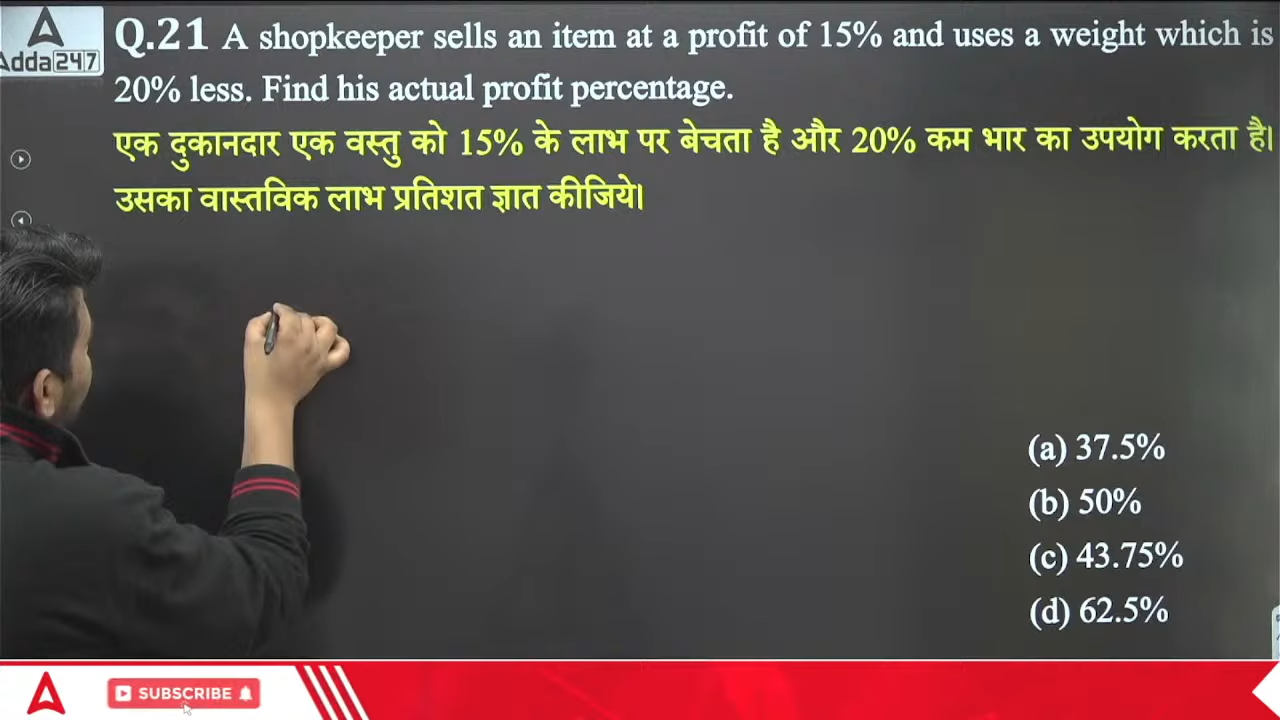 Adda 247
Q.21 A shopkeeper sells an item at a profit of 15% and uses a weight which is
20% less. Find his actual profit percentage.
एक दुकानदार एक वस्तु को 15% के लाभ पर बेचता है और 20% कम भार का उपयोग करता है।
उसका वास्तविक लाभ प्रतिशत ज्ञात कीजिये।
(a) 37.5%
(b) 50%
(c) 43.75%
(d) 62.5%
SUBSCRIBE